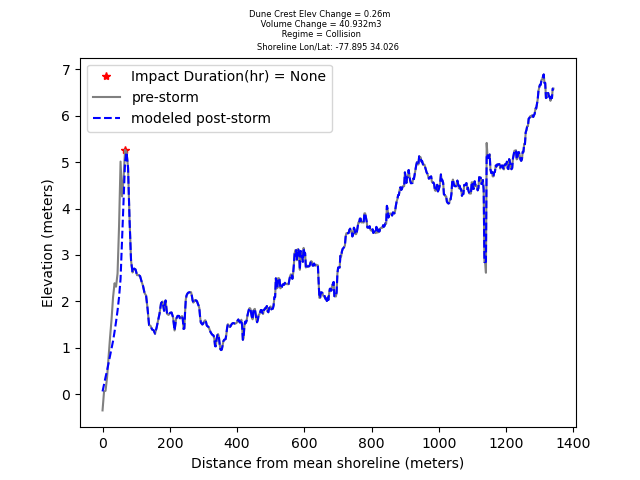 Dune Crest Elev Change = 0.26m
Volume Change = 40.932m3
Regime = Collision
Shoreline Lon/Lat: -77.895 34.026
Impact Duration(hr) = None
pre-storm
modeled post-storm
7
6
5
4
3
2
1
0
Elevation (meters)
0 200 400 600 800 1000 1200 1400
Distance from mean shoreline (meters)